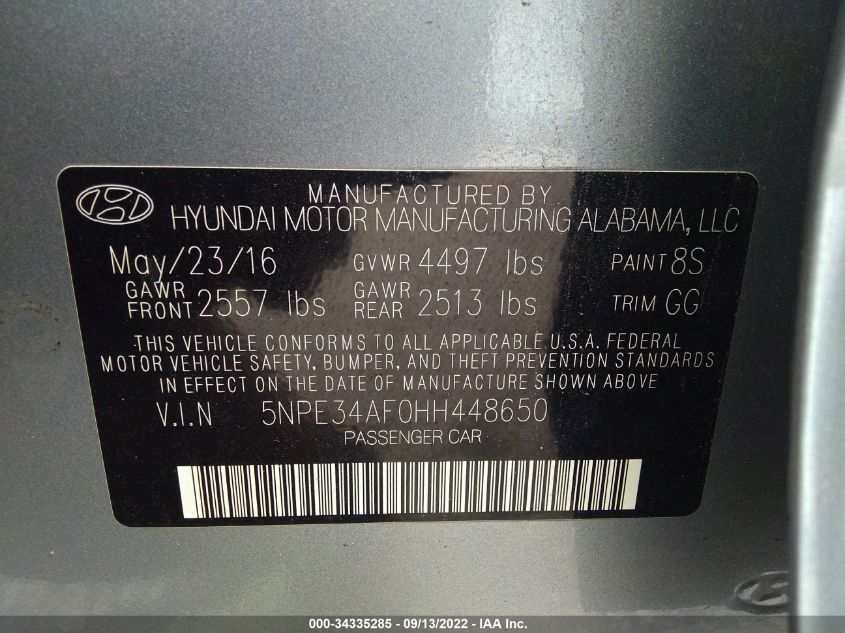 MANUFACTURED BY
HYUNDAI MOTOR MANUFACTURING ALABAMA, LLC
May/23/16 GVWR 4497 lbs PAINT 8S
GAWR FRONT 2557 lbs GAWR REAR 2513 lbs TRIM GG
THIS VEHICLE CONFORMS TO ALL APPLICABLE U.S.A. FEDERAL
MOTOR VEHICLE SAFETY, BUMPER, AND THEFT PREVENTION STANDARDS
IN EFFECT ON THE DATE OF MANUFACTURE SHOWN ABOVE
V.I.N 5NPE34AF0HH448650
PASSENGER CAR
000-34335285 - 09/13/2022 - IAA Inc.